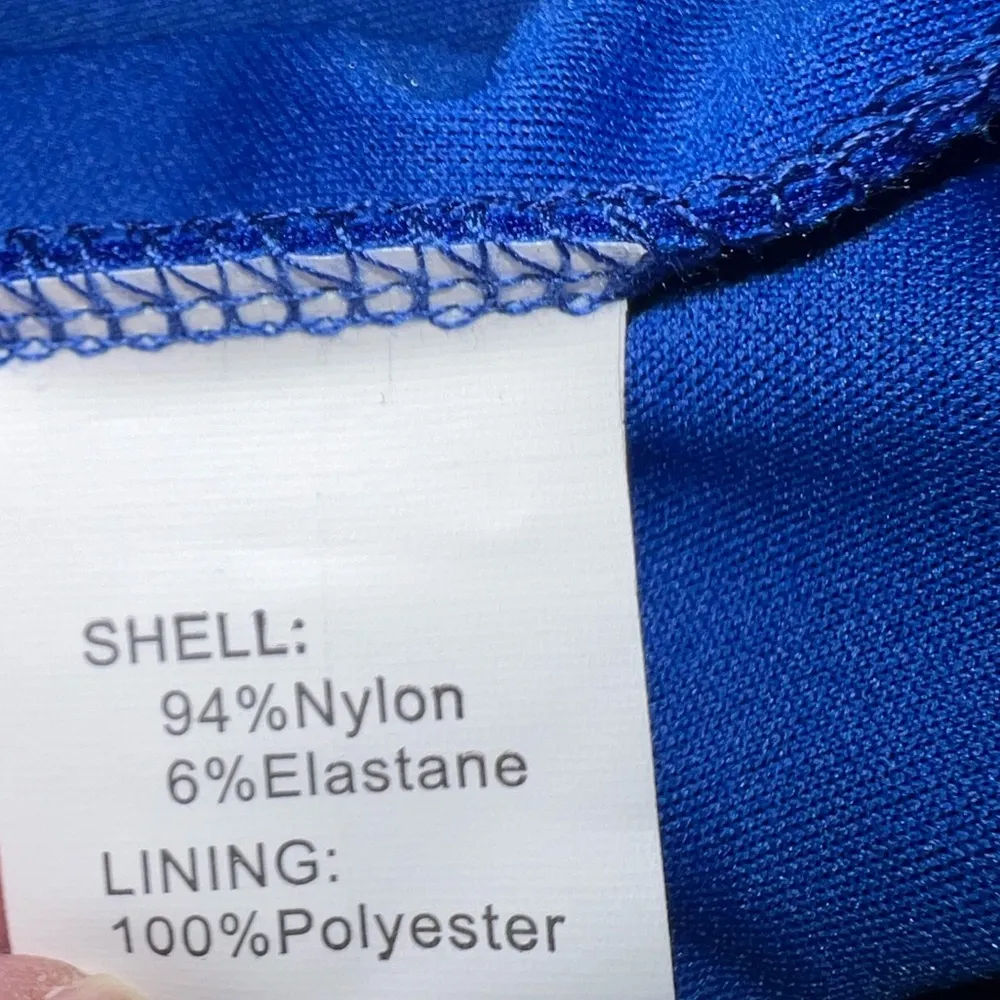 SHELL:
94%Nylon
6%Elastane
LINING:
100%Polyester